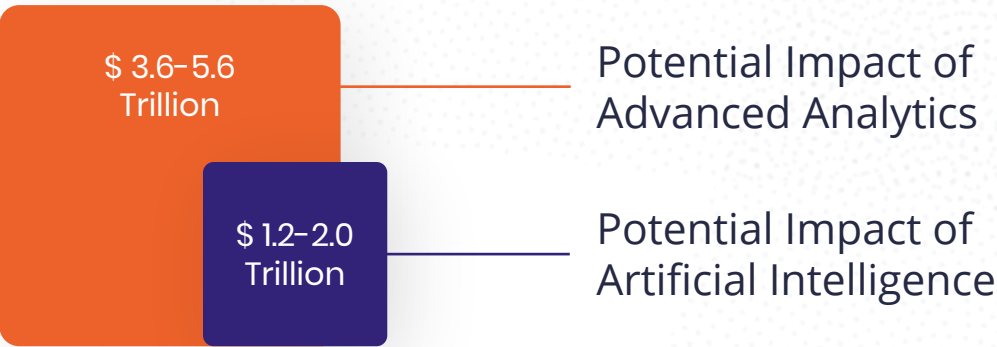 $ 3.6-5.6
Trillion
Potential Impact of
Advanced Analytics
$ 1.2-2.0
Trillion
Potential Impact of
Artificial Intelligence